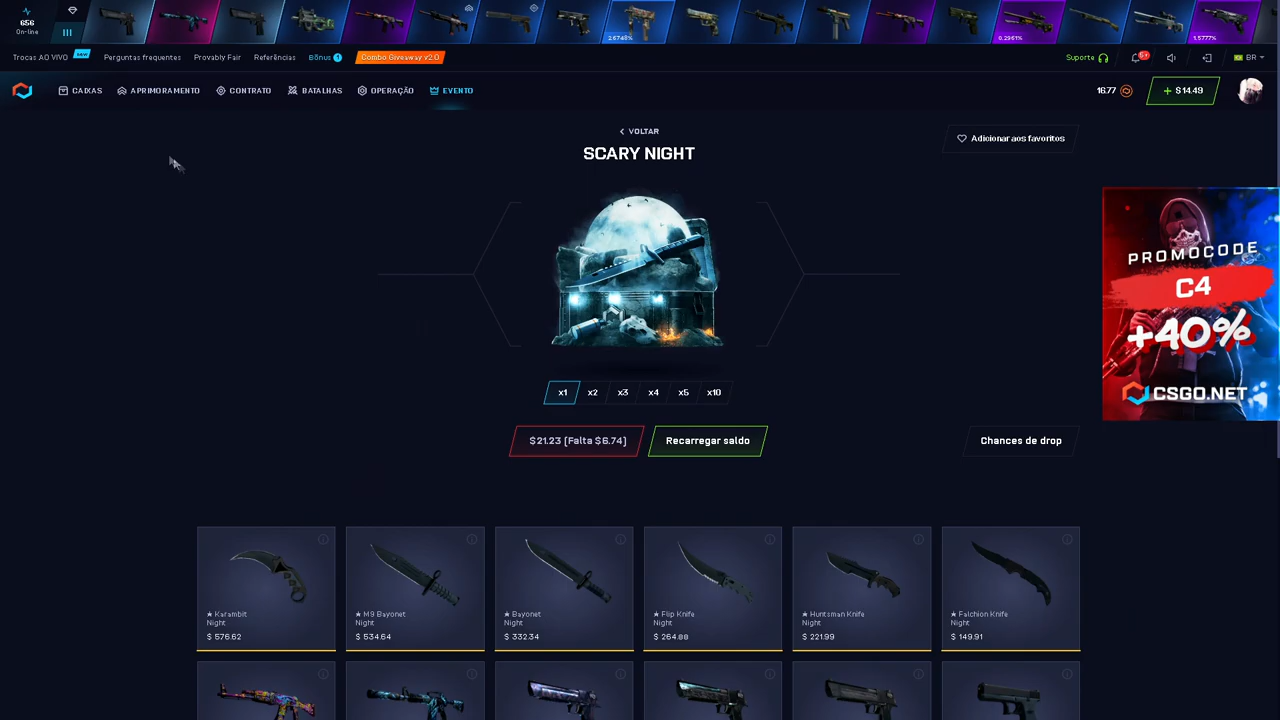 656
On-line
2.6748%
0.2961%
1.5777%
Trocas AO VIVO NEW Perguntas frequentes Provably Fair Referências Bônus 1 Combo Giveaway v2.0 Suporte 5+ BR
CAIXAS APRIMORAMENTO CONTRATO BATALHAS OPERAÇÃO EVENTO 16.77 + $14.49
VOLTAR
SCARY NIGHT
Adicionar aos favoritos
PROMOCODE
C4
+40%
CSGO.NET
x1 x2 x3 x4 x5 x10
$21.23 (Falta $6.74) Recarregar saldo Chances de drop
★ Karambit
Night
$ 576.62
★ M9 Bayonet
Night
$ 534.64
★ Bayonet
Night
$ 332.34
★ Flip Knife
Night
$ 264.88
★ Huntsman Knife
Night
$ 221.99
★ Falchion Knife
Night
$ 149.91